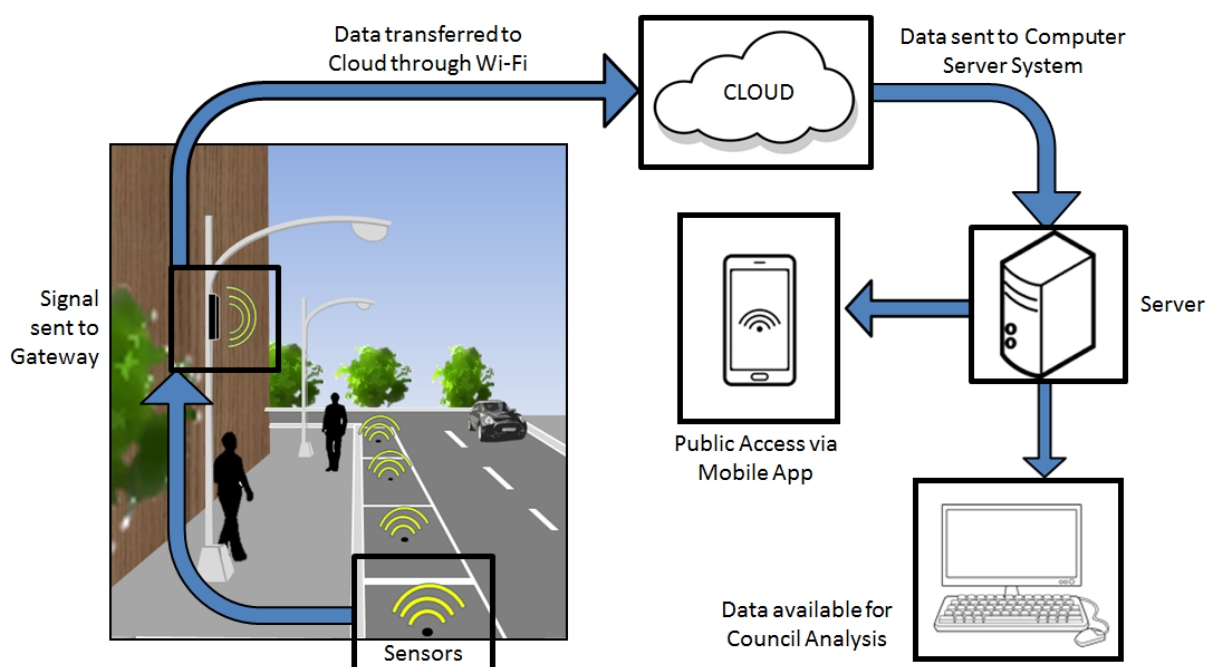 Data transferred to
Cloud through Wi-Fi
CLOUD
Data sent to Computer
Server System
Signal
sent to
Gateway
Server
Public Access via
Mobile App
Data available for
Council Analysis
Sensors